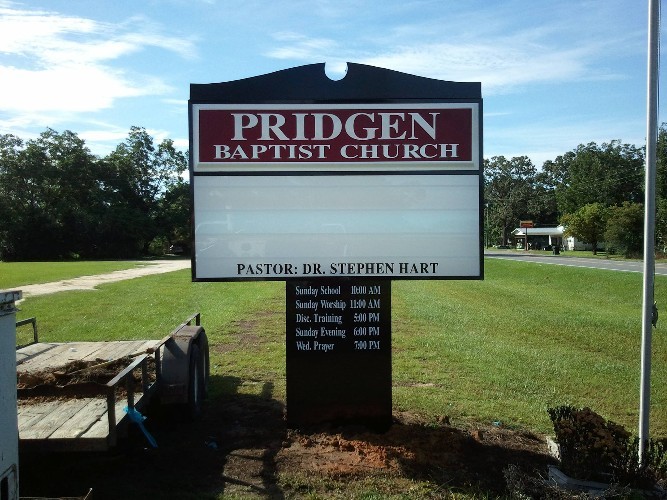 PRIDGEN
BAPTIST CHURCH
PASTOR: DR. STEPHEN HART
Sunday School 10:00 AM
Sunday Worship 11:00 AM
Disc. Training 5:00 PM
Sunday Evening 6:00 PM
Wed. Prayer 7:00 PM